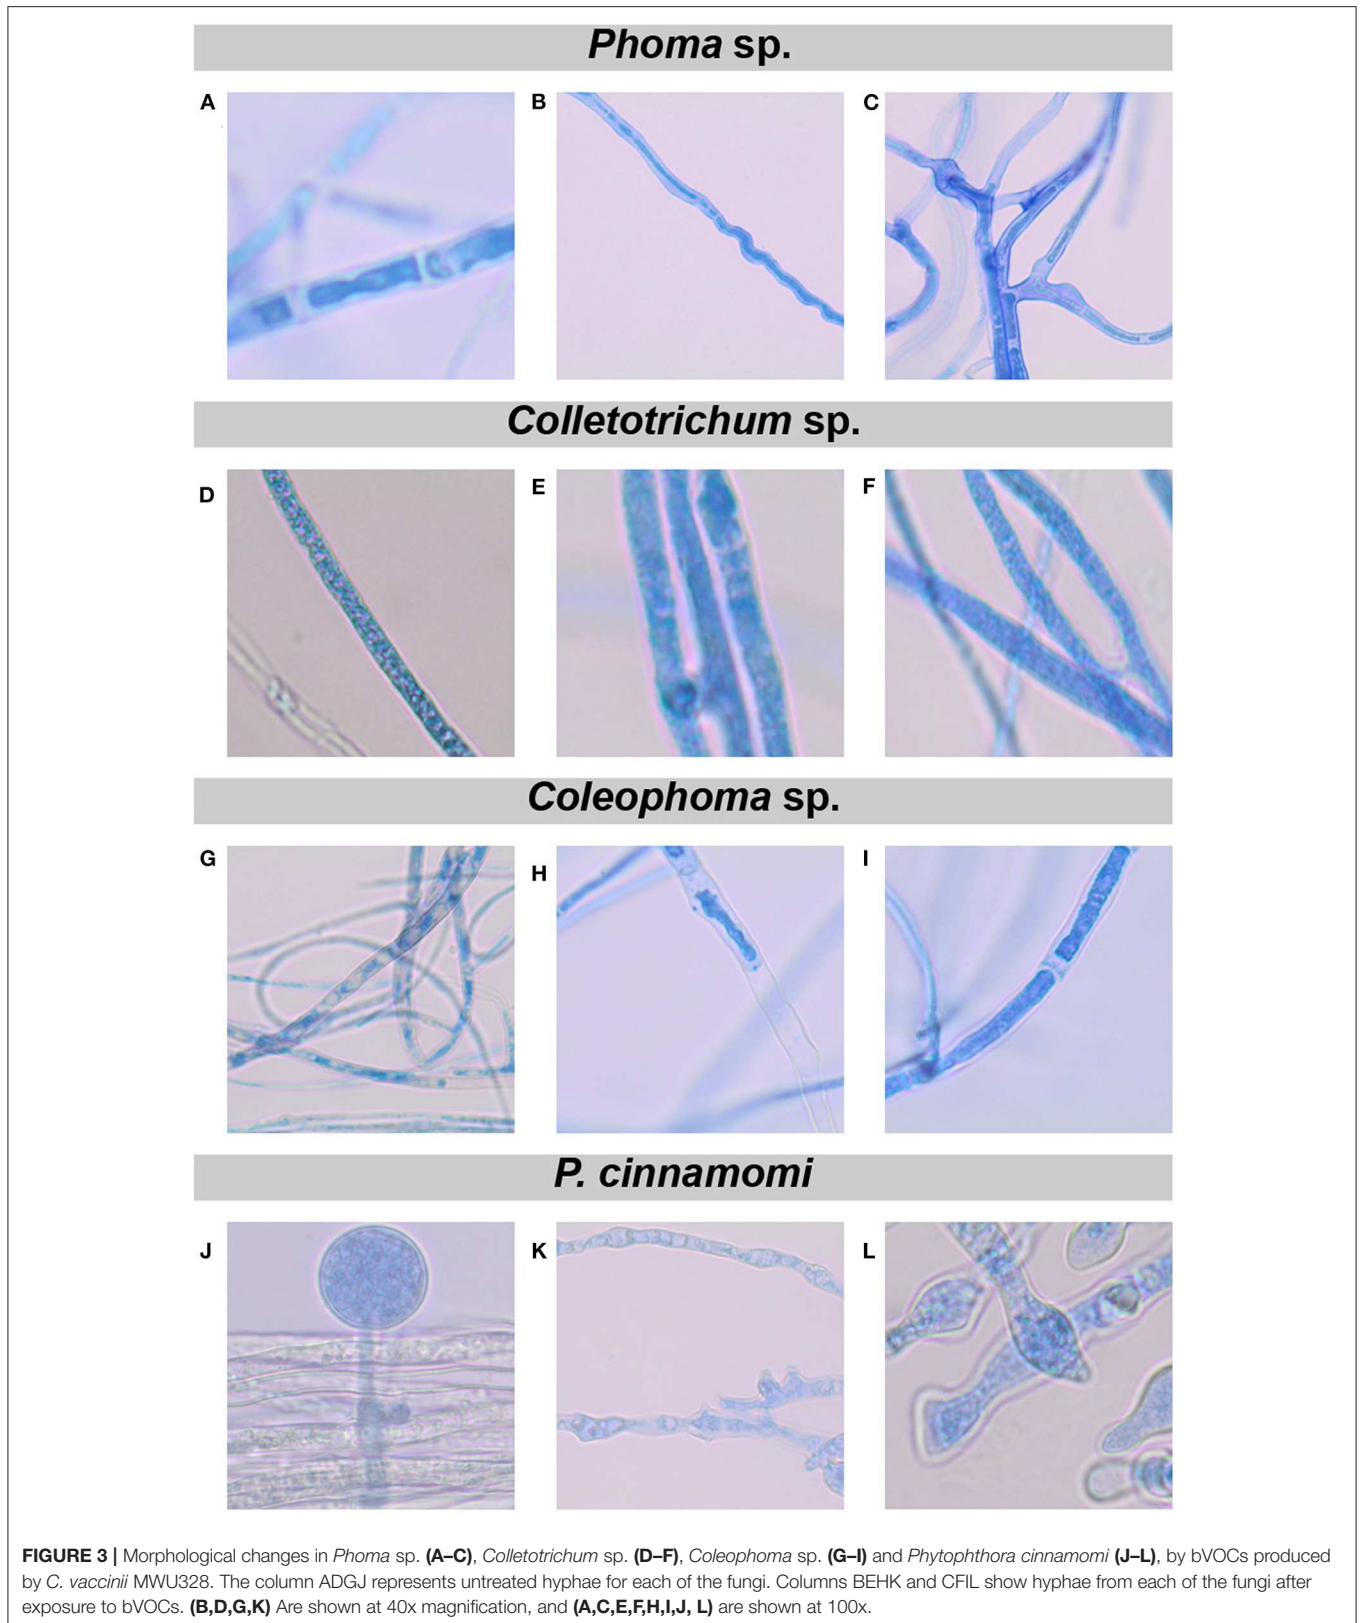 Phoma sp.
A
B
C
Colletotrichum sp.
D
E
F
Coleophoma sp.
G
H
I
P. cinnamomi
J
K
L
FIGURE 3 | Morphological changes in Phoma sp. (A–C), Colletotrichum sp. (D–F), Coleophoma sp. (G–I) and Phytophthora cinnamomi (J–L), by bVOCs produced
by C. vaccinii MWU328. The column ADGJ represents untreated hyphae for each of the fungi. Columns BEHK and CFIL show hyphae from each of the fungi after
exposure to bVOCs. (B,D,G,K) Are shown at 40x magnification, and (A,C,E,F,H,I,J, L) are shown at 100x.